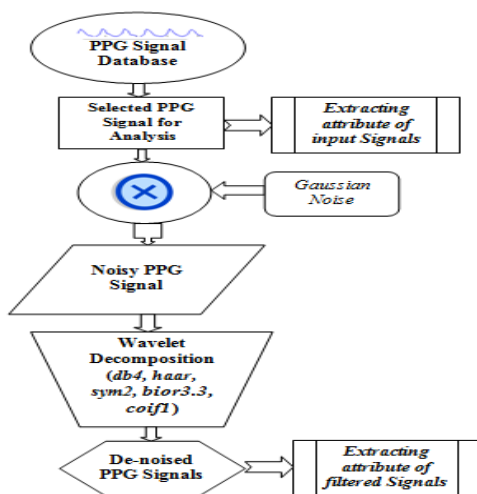 PPG Signal
Database
Selected PPG
Signal for
Analysis
Extracting
attribute of
input Signals
Gaussian
Noise
Noisy PPG
Signal
Wavelet
Decomposition
(db4, haar,
sym2, bior3.3,
coif1)
De-noised
PPG Signals
Extracting
attribute of
filtered Signals